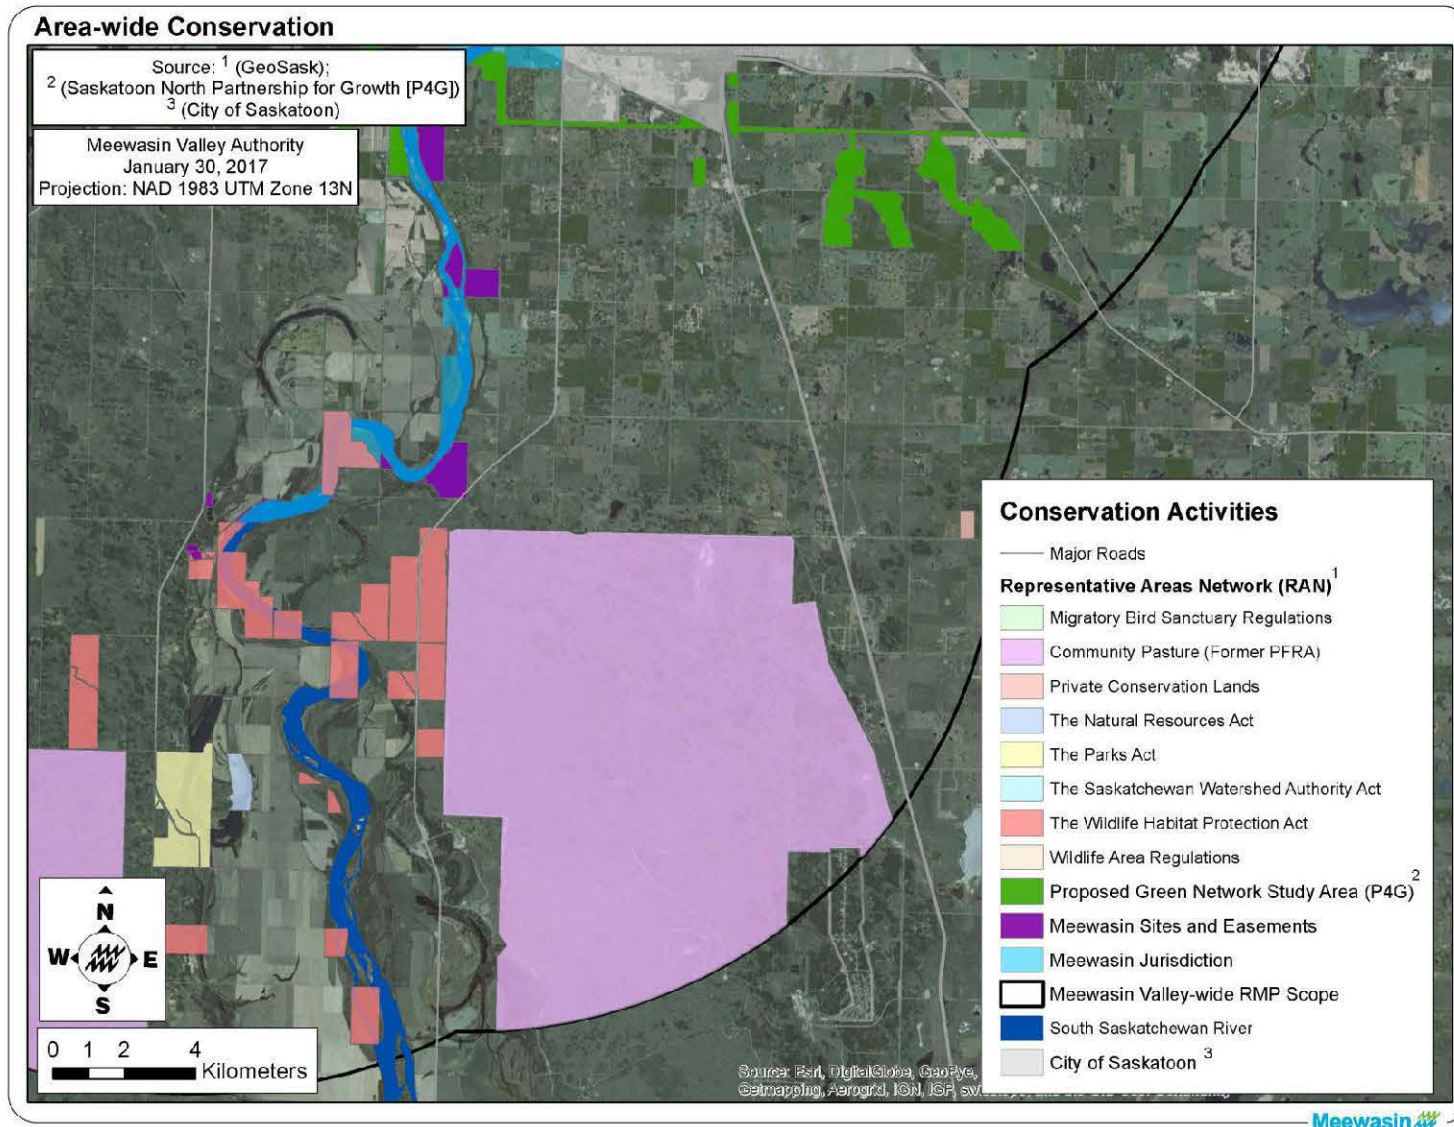 Area-wide Conservation
Source: 1 (GeoSask);
2 (Saskatoon North Partnership for Growth [P4G])
3 (City of Saskatoon)
Meewasin Valley Authority
January 30, 2017
Projection: NAD 1983 UTM Zone 13N
Conservation Activities
Major Roads
Representative Areas Network (RAN) 1
Migratory Bird Sanctuary Regulations
Community Pasture (Former PFRA)
Private Conservation Lands
The Natural Resources Act
The Parks Act
The Saskatchewan Watershed Authority Act
The Wildlife Habitat Protection Act
Wildlife Area Regulations
Proposed Green Network Study Area (P4G) 2
Meewasin Sites and Easements
Meewasin Jurisdiction
Meewasin Valley-wide RMP Scope
South Saskatchewan River
City of Saskatoon 3
N
W E
S
0 1 2 4
Kilometers
Source: Esri, DigitalGlobe, GeoEye,
Getmapping, Aerogrid, IGN, IGP,
Meewasin